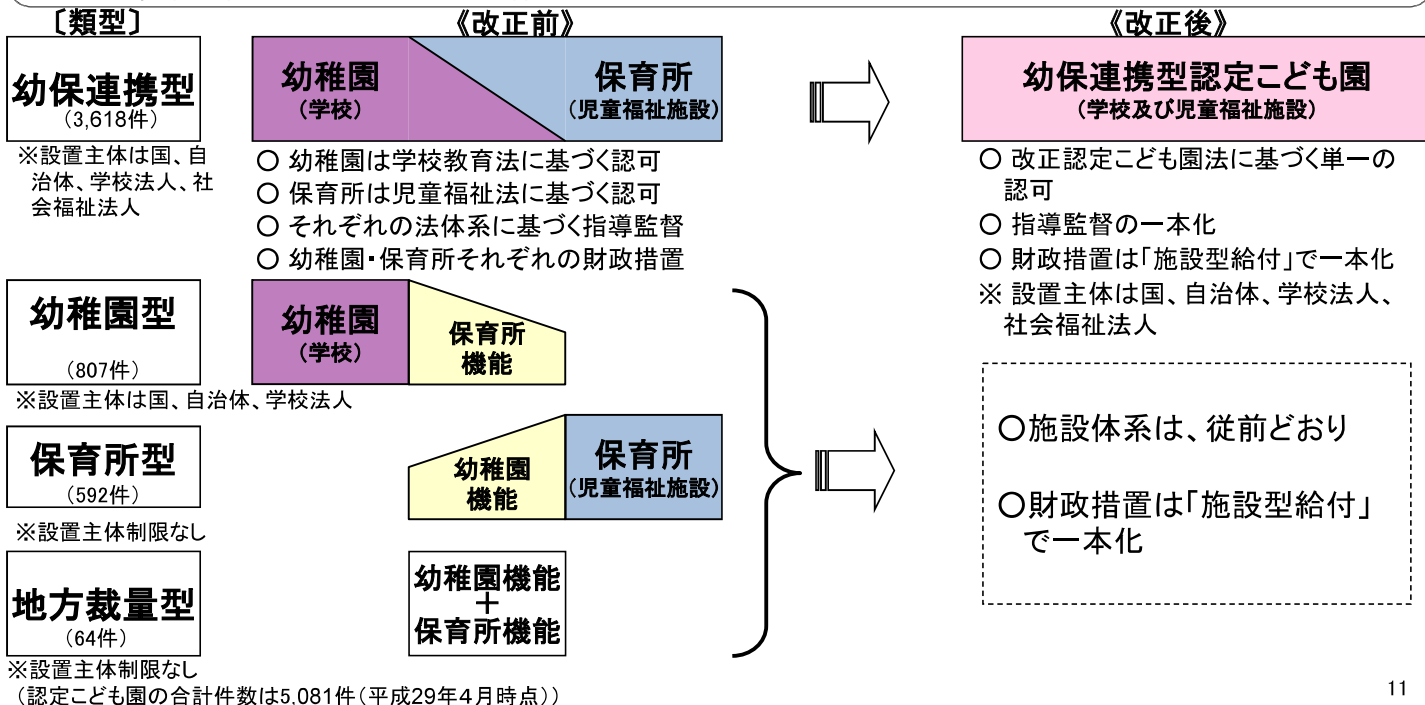 〔類型〕
《改正前》
《改正後》
幼保連携型
（3,618件）
※設置主体は国、自
治体、学校法人、社
会福祉法人
幼稚園
（学校）
保育所
（児童福祉施設）
○ 幼稚園は学校教育法に基づく認可
○ 保育所は児童福祉法に基づく認可
○ それぞれの法体系に基づく指導監督
○ 幼稚園・保育所それぞれの財政措置
幼保連携型認定こども園
（学校及び児童福祉施設）
○ 改正認定こども園法に基づく単一の
認可
○ 指導監督の一本化
○ 財政措置は「施設型給付」で一本化
※ 設置主体は国、自治体、学校法人、
社会福祉法人
幼稚園型
（807件）
※設置主体は国、自治体、学校法人
幼稚園
（学校）
保育所
機能
保育所型
（592件）
※設置主体制限なし
幼稚園
機能
保育所
（児童福祉施設）
地方裁量型
（64件）
※設置主体制限なし
幼稚園機能
＋
保育所機能
○施設体系は、従前どおり
○財政措置は「施設型給付」
で一本化
（認定こども園の合計件数は5,081件（平成29年4月時点））
11